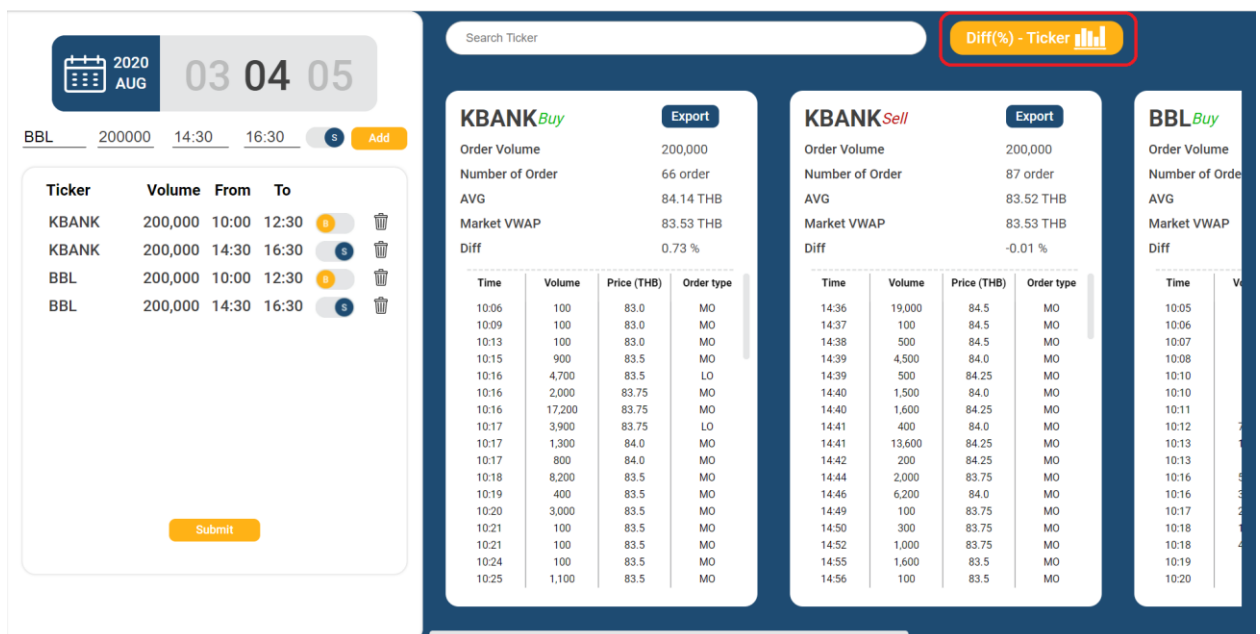 2020
AUG
03 04 05
BBL 200000 14:30 16:30 S Add
Ticker Volume From To
KBANK 200,000 10:00 12:30 B
KBANK 200,000 14:30 16:30 S
BBL 200,000 10:00 12:30 B
BBL 200,000 14:30 16:30 S
Submit
Search Ticker
Diff(%) - Ticker
KBANK Buy Export
Order Volume 200,000
Number of Order 66 order
AVG 84.14 THB
Market VWAP 83.53 THB
Diff 0.73 %
Time Volume Price (THB) Order type
10:06 100 83.0 MO
10:09 100 83.0 MO
10:13 100 83.0 MO
10:15 900 83.5 MO
10:16 4,700 83.5 LO
10:16 2,000 83.75 MO
10:16 17,200 83.75 MO
10:17 3,900 83.75 LO
10:17 1,300 84.0 MO
10:17 800 84.0 MO
10:18 8,200 83.5 MO
10:19 400 83.5 MO
10:20 3,000 83.5 MO
10:21 100 83.5 MO
10:21 100 83.5 MO
10:24 100 83.5 MO
10:25 1,100 83.5 MO
KBANK Sell Export
Order Volume 200,000
Number of Order 87 order
AVG 83.52 THB
Market VWAP 83.53 THB
Diff -0.01 %
Time Volume Price (THB) Order type
14:36 19,000 84.5 MO
14:37 100 84.5 MO
14:38 500 84.5 MO
14:39 4,500 84.0 MO
14:39 500 84.25 MO
14:40 1,500 84.0 MO
14:40 1,600 84.25 MO
14:41 400 84.0 MO
14:41 13,600 84.25 MO
14:42 200 84.25 MO
14:44 2,000 83.75 MO
14:46 6,200 84.0 MO
14:49 100 83.75 MO
14:50 300 83.75 MO
14:52 1,000 83.75 MO
14:55 1,600 83.5 MO
14:56 100 83.5 MO
BBL Buy
Order Volume
Number of Orde
AVG
Market VWAP
Diff
Time
10:05
10:06
10:07
10:08
10:10
10:10
10:11
10:12
10:13
10:13
10:16
10:16
10:17
10:18
10:18
10:19
10:20